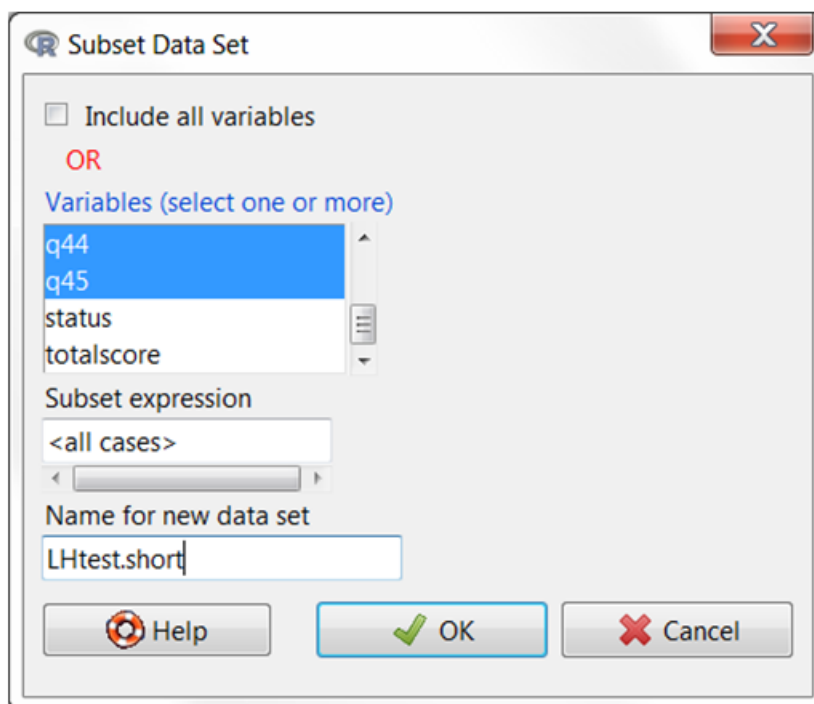 Subset Data Set
Include all variables
OR
Variables (select one or more)
q44
q45
status
totalscore
Subset expression
<all cases>
Name for new data set
LHtest.short
Help OK Cancel